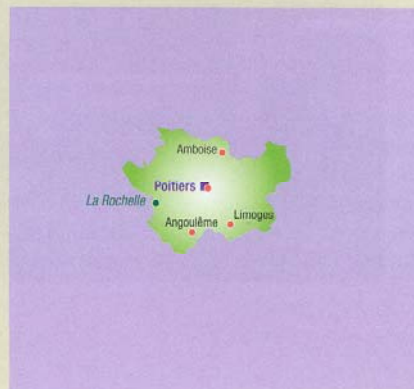 Amboise
Poitiers
La Rochelle
Angoulême
Limoges